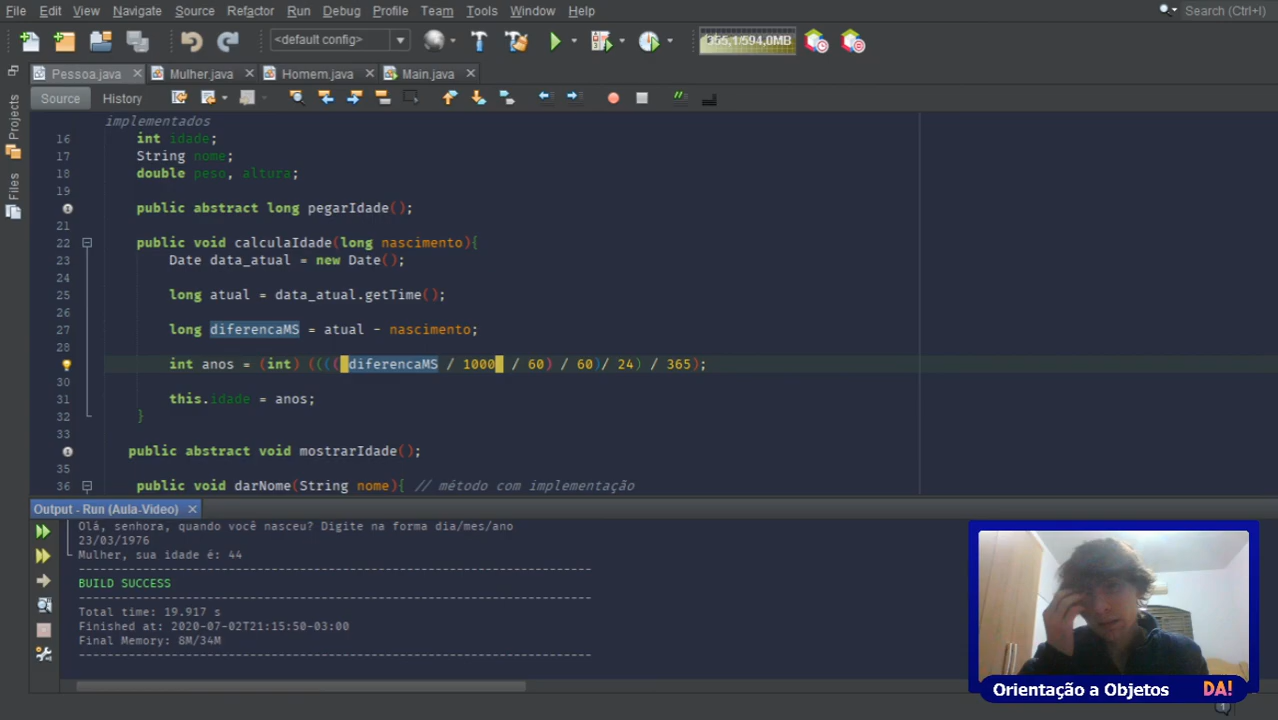 File Edit View Navigate Source Refactor Run Debug Profile Team Tools Window Help Search (Ctrl+I)
<default config> 355,1/594,0MB
Pessoa.java Mulher.java Homem.java Main.java
Source History
Projects
Files
implementados
16 int idade;
17 String nome;
18 double peso, altura;
19
public abstract long pegarIdade();
21
22 public void calculaIdade(long nascimento){
23 Date data_atual = new Date();
24
25 long atual = data_atual.getTime();
26
27 long diferencaMS = atual - nascimento;
28
int anos = (int) (((( diferencaMS / 1000 / 60) / 60)/ 24) / 365);
30
31 this.idade = anos;
32 }
33
public abstract void mostrarIdade();
35
36 public void darNome(String nome){ // método com implementação
Output - Run (Aula-Video)
Olá, senhora, quando você nasceu? Digite na forma dia/mes/ano
23/03/1976
Mulher, sua idade é: 44
------------------------------------------------------------------------
BUILD SUCCESS
------------------------------------------------------------------------
Total time: 19.917 s
Finished at: 2020-07-02T21:15:50-03:00
Final Memory: 8M/34M
------------------------------------------------------------------------
Orientação a Objetos DA!
1